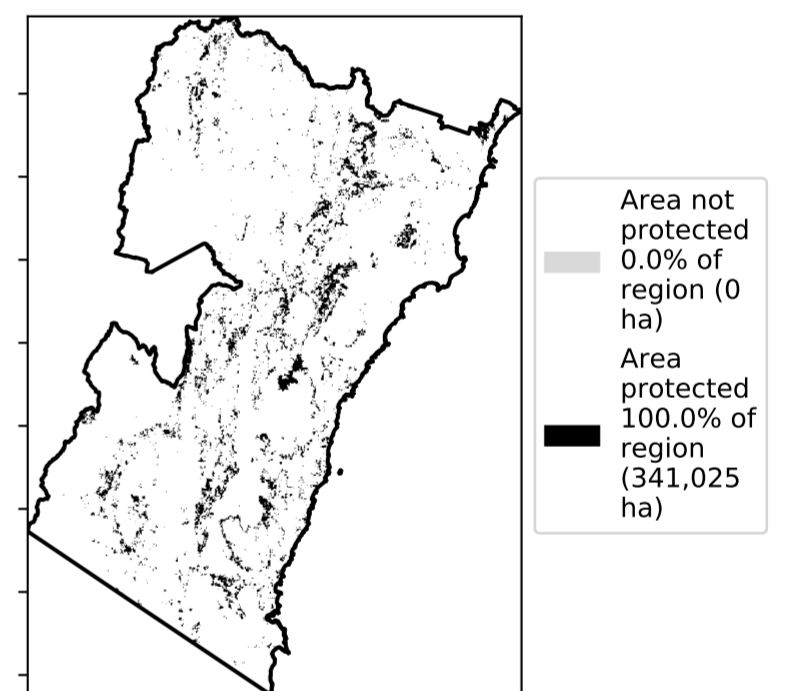 Area not
protected
0.0% of
region (0
ha)
Area
protected
100.0% of
region
(341,025
ha)